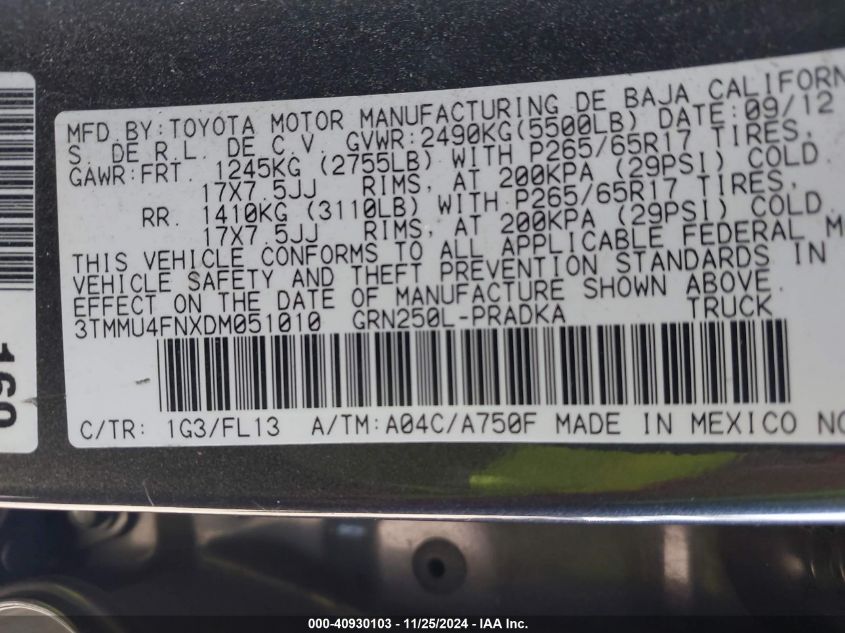 MFD BY:TOYOTA MOTOR MANUFACTURING DE BAJA CALIFORN
S. DE R.L. DE C.V. GVWR:2490KG(5500LB) DATE:09/12
GAWR:FRT. 1245KG (2755LB) WITH P265/65R17 TIRES,
17X7.5JJ RIMS, AT 200KPA (29PSI) COLD
RR. 1410KG (3110LB) WITH P265/65R17 TIRES,
17X7.5JJ RIMS, AT 200KPA (29PSI) COLD
THIS VEHICLE CONFORMS TO ALL APPLICABLE FEDERAL M
VEHICLE SAFETY AND THEFT PREVENTION STANDARDS IN
EFFECT ON THE DATE OF MANUFACTURE SHOWN ABOVE.
3TMMU4FNXDM051010 GRN250L-PRADKA TRUCK
C/TR: 1G3/FL13 A/TM:A04C/A750F MADE IN MEXICO NO
160
000-40930103 - 11/25/2024 - IAA Inc.